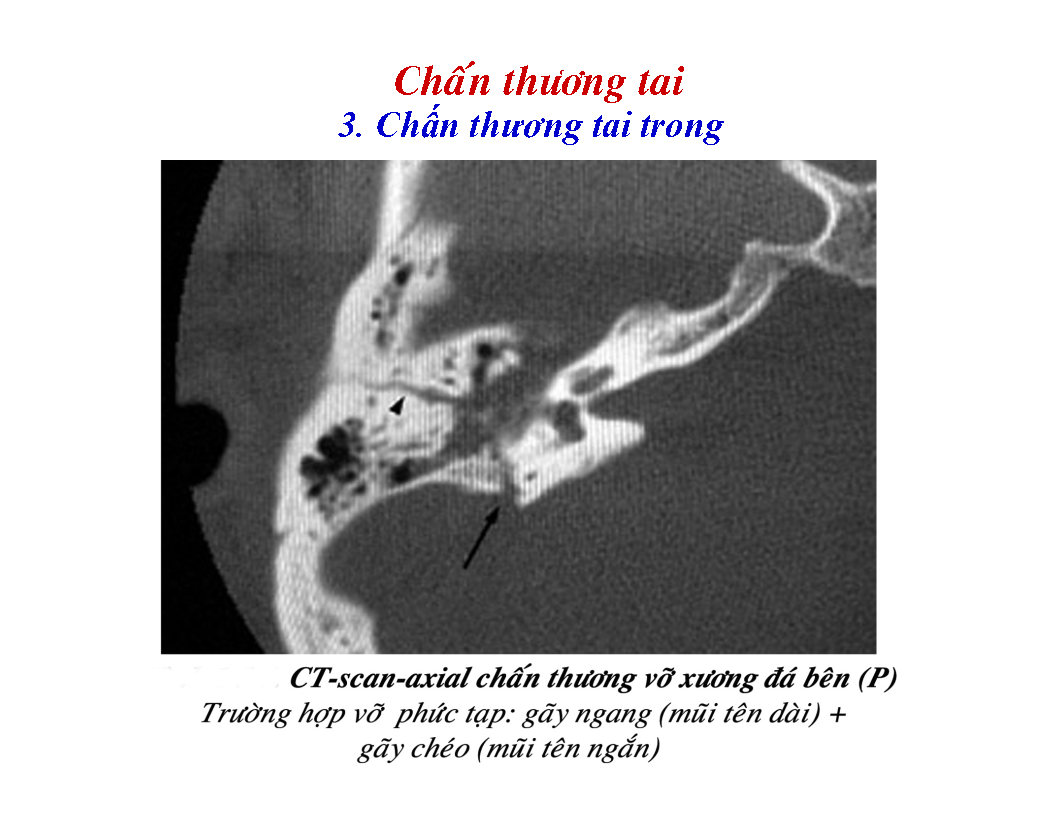 Chấn thương tai
3. Chấn thương tai trong
CT-scan-axial chấn thương vỡ xương đá bên (P)
Trường hợp vỡ phức tạp: gãy ngang (mũi tên dài) +
gãy chéo (mũi tên ngắn)